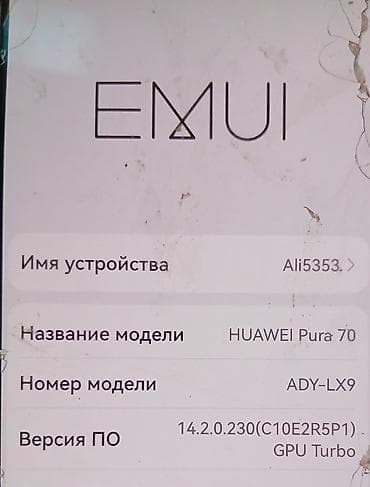 EMUI
Имя устройства Ali5353
Название модели HUAWEI Pura 70
Номер модели ADY-LX9
Версия ПО 14.2.0.230(C10E2R5P1)
GPU Turbo